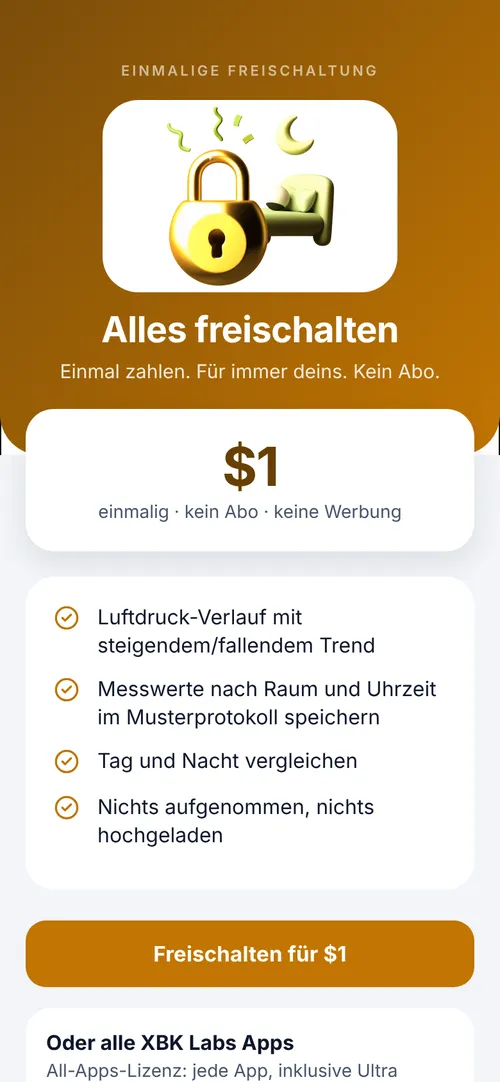 EINMALIGE FREISCHALTUNG
Alles freischalten
Einmal zahlen. Für immer deins. Kein Abo.
$1
einmalig · kein Abo · keine Werbung
Luftdruck-Verlauf mit
steigendem/fallendem Trend
Messwerte nach Raum und Uhrzeit
im Musterprotokoll speichern
Tag und Nacht vergleichen
Nichts aufgenommen, nichts
hochgeladen
Freischalten für $1
Oder alle XBK Labs Apps
All-Apps-Lizenz: jede App, inklusive Ultra